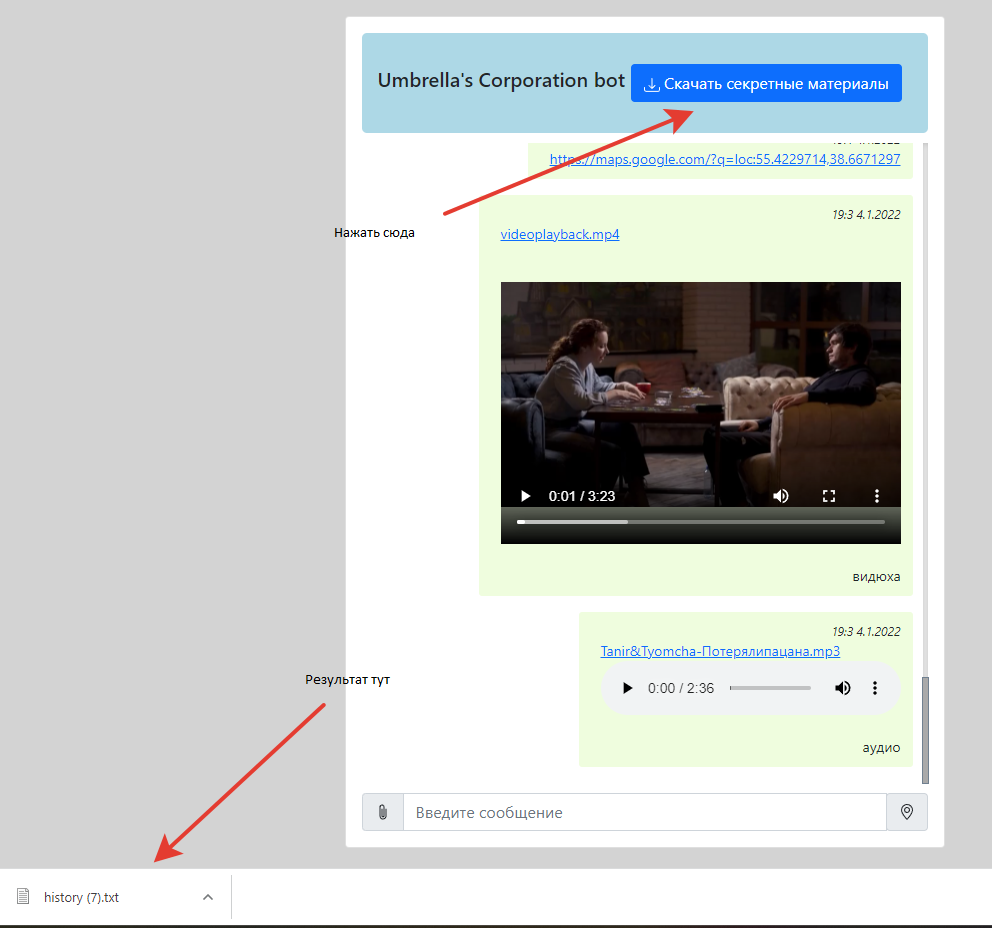 Umbrella's Corporation bot
Скачать секретные материалы
https://maps.google.com/?q=loc:55.4229714,38.6671297
19:3 4.1.2022
Нажать сюда
videoplayback.mp4
0:01 / 3:23
видюха
19:3 4.1.2022
Tanir&Tyomcha-Потерялипацана.mp3
Результат тут
0:00 / 2:36
аудио
Введите сообщение
history (7).txt